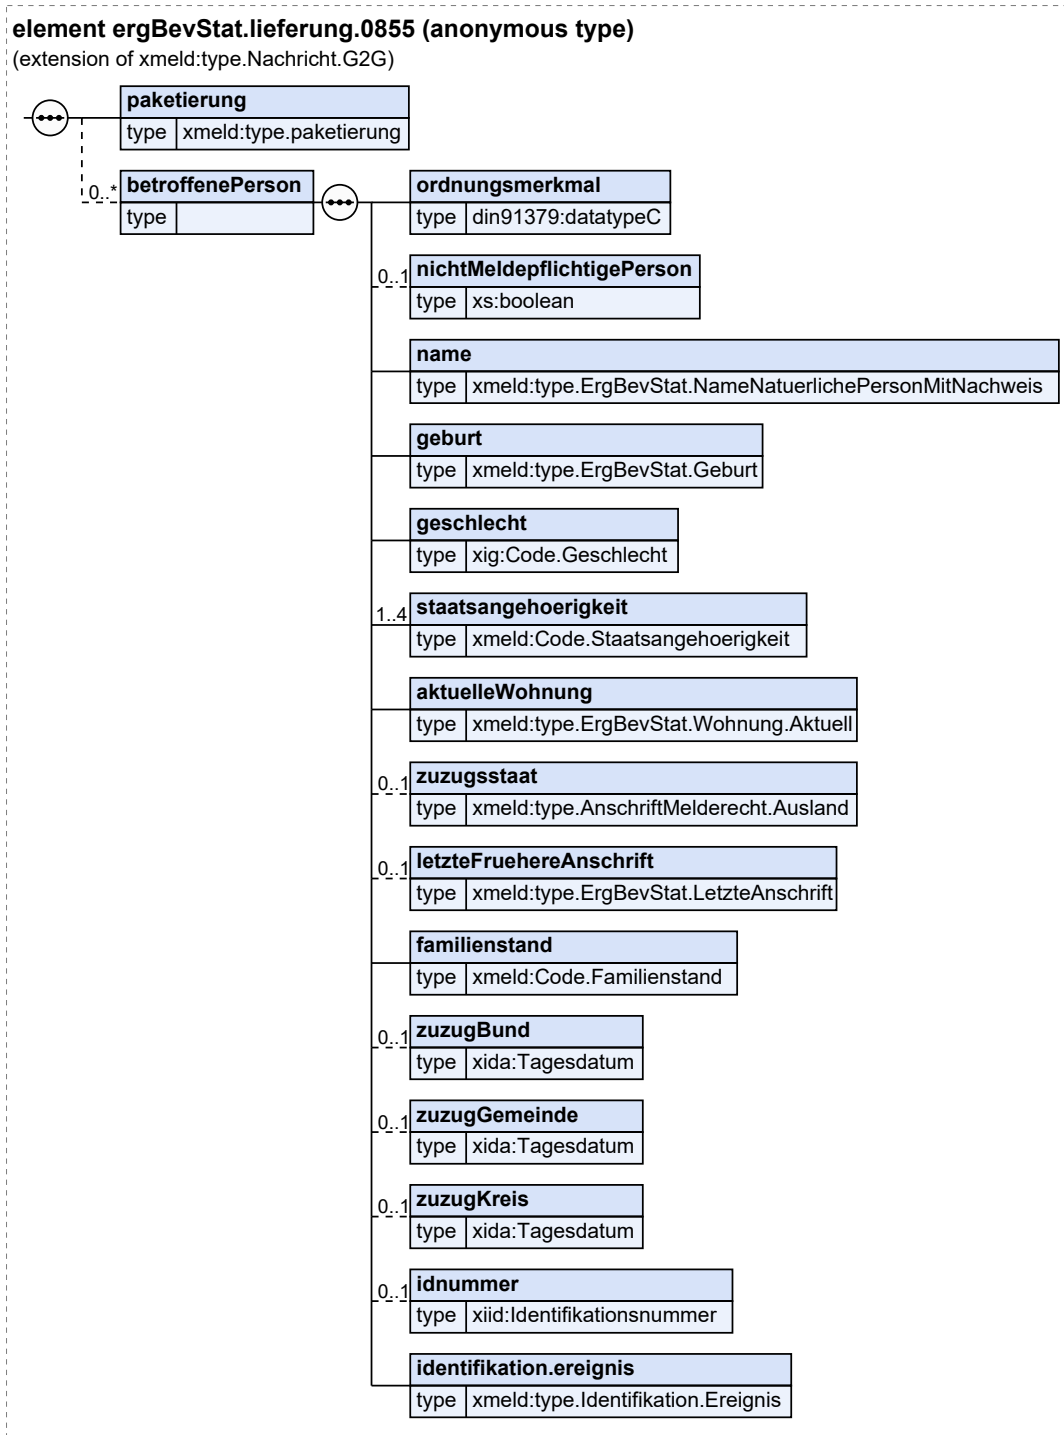 element ergBevStat.lieferung.0855 (anonymous type)
(extension of xmeld:type.Nachricht.G2G)
paketierung
type xmeld:type.paketierung
0..*
betroffenePerson
type
ordnungsmerkmal
type din91379:datatypeC
0..1
nichtMeldepflichtigePerson
type xs:boolean
name
type xmeld:type.ErgBevStat.NameNatuerlichePersonMitNachweis
geburt
type xmeld:type.ErgBevStat.Geburt
geschlecht
type xig:Code.Geschlecht
1..4
staatsangehoerigkeit
type xmeld:Code.Staatsangehoerigkeit
aktuelleWohnung
type xmeld:type.ErgBevStat.Wohnung.Aktuell
0..1
zuzugsstaat
type xmeld:type.AnschriftMelderecht.Ausland
0..1
letzteFruehereAnschrift
type xmeld:type.ErgBevStat.LetzteAnschrift
familienstand
type xmeld:Code.Familienstand
0..1
zuzugBund
type xida:Tagesdatum
0..1
zuzugGemeinde
type xida:Tagesdatum
0..1
zuzugKreis
type xida:Tagesdatum
0..1
idnummer
type xiid:Identifikationsnummer
identifikation.ereignis
type xmeld:type.Identifikation.Ereignis